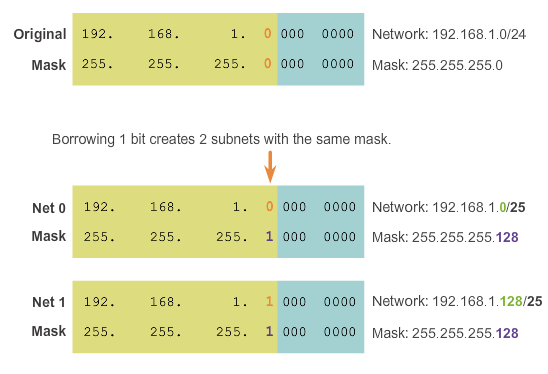 Original 192. 168. 1. 0 000 0000 Network: 192.168.1.0/24
Mask 255. 255. 255. 0 000 0000 Mask: 255.255.255.0
Borrowing 1 bit creates 2 subnets with the same mask.
Net 0 192. 168. 1. 0 000 0000 Network: 192.168.1.0/25
Mask 255. 255. 255. 1 000 0000 Mask: 255.255.255.128
Net 1 192. 168. 1. 1 000 0000 Network: 192.168.1.128/25
Mask 255. 255. 255. 1 000 0000 Mask: 255.255.255.128